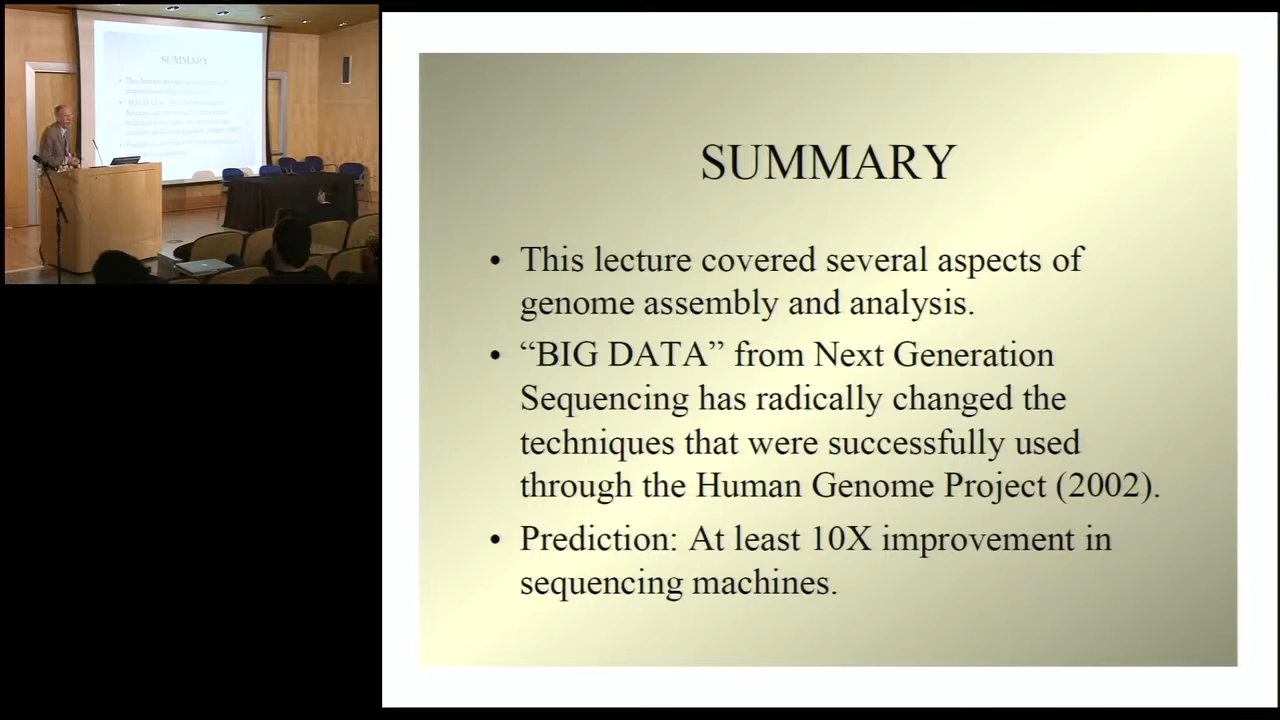 SUMMARY
• This lecture covered several aspects of
genome assembly and analysis.
• “BIG DATA” from Next Generation
Sequencing has radically changed the
techniques that were successfully used
through the Human Genome Project (2002).
• Prediction: At least 10X improvement in
sequencing machines.
SUMMARY